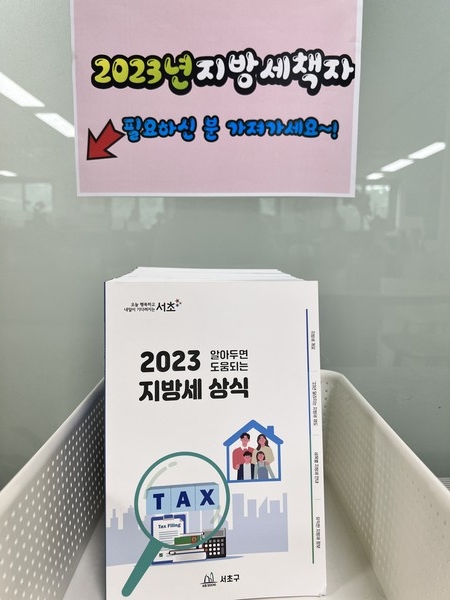 2023년 지방세책자
필요하신 분 가져가세요~!
오늘 행복하고
내일이 기다려지는 서초
2023 알아두면
도움되는
지방세 상식
TAX
Tax Filing
서초구